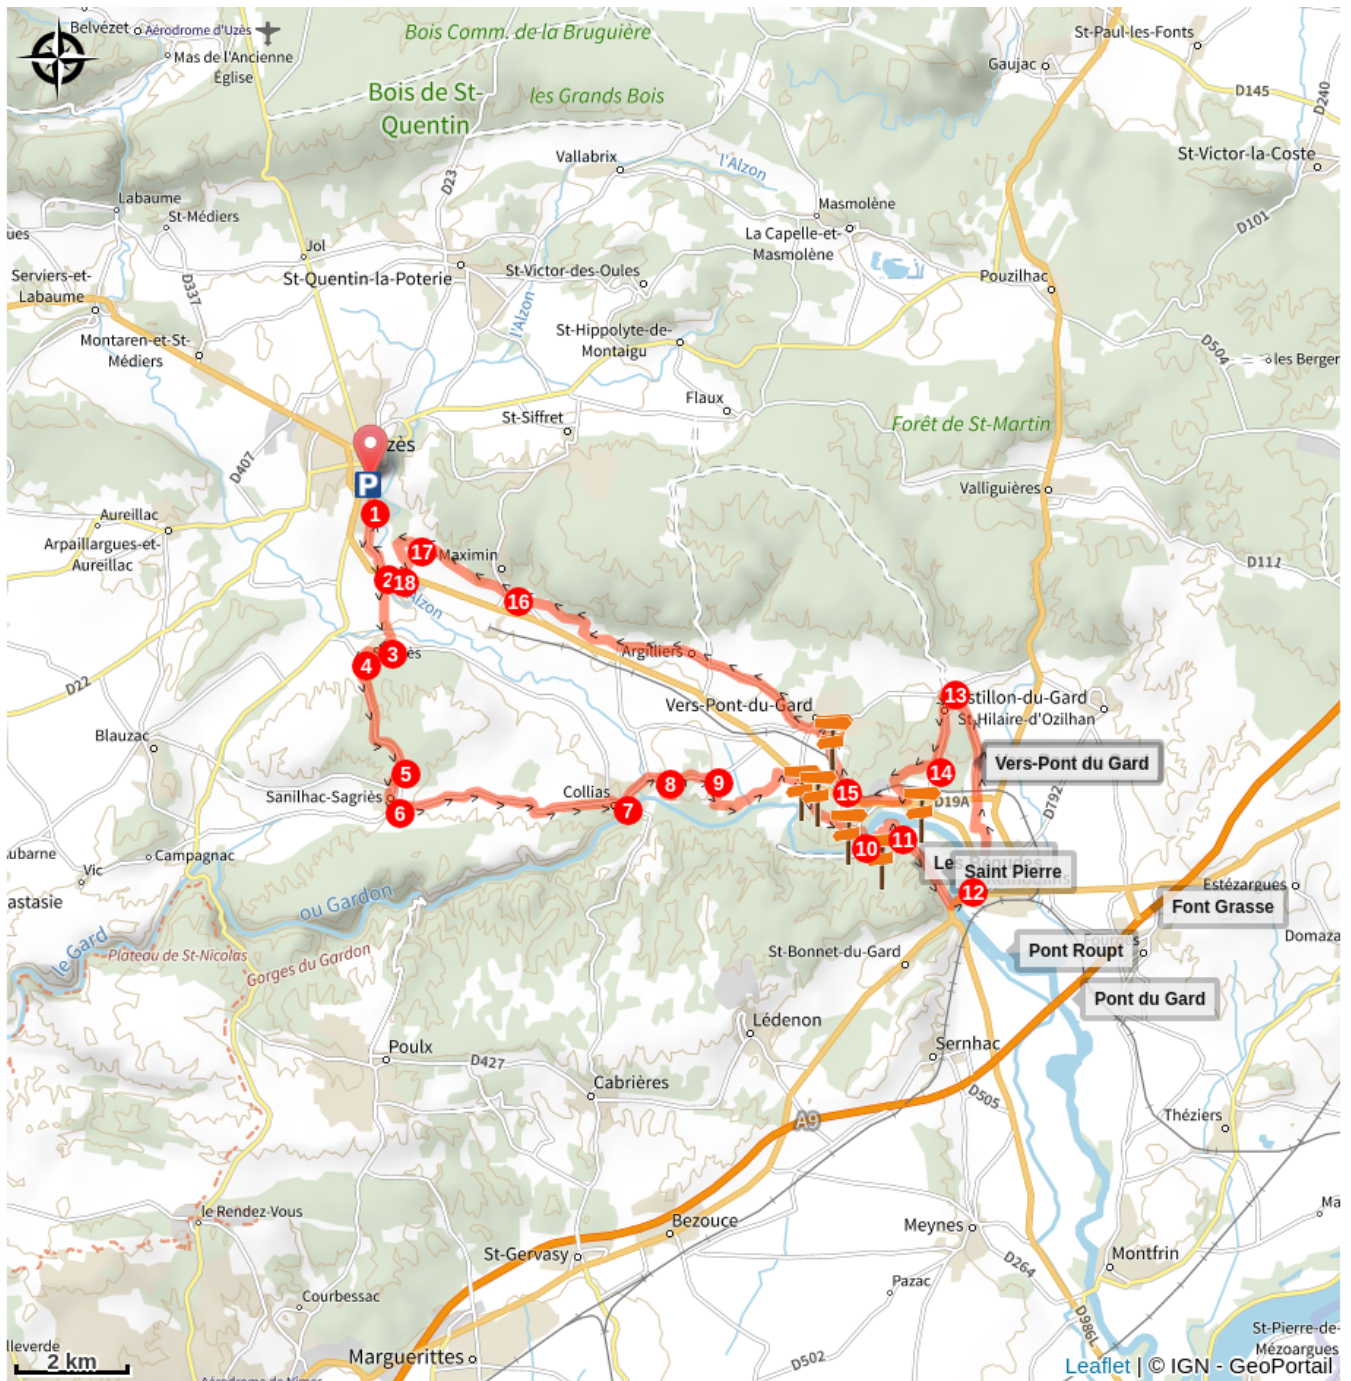 Belvézet
Aérodrome d'Uzès
Mas de l'Ancienne
Église
Bois Comm. de la Bruguière
Bois de St-
Quentin
les Grands Bois
St-Paul-les-Fonts
Gaujac
D145
D240
St-Victor-la-Coste
D101
Vallabrix
l'Alzon
D23
Labaume
St-Médiers
ues
Jol
Masmolène
La Capelle-et-
Masmolène
Serviers-et-
Labaume
D337
St-Quentin-la-Poterie
St-Victor-des-Oules
Pouzilhac
l'Alzon
Montaren-et-St-
Médiers
St-Hippolyte-de-
Montaigu
D504
les Berger
Flaux
St-Siffret
Forêt de St-Martin
zès
P
D407
Valliguières
1
Aureillac
Arpaillargues-et-
Aureillac
17
Maximin
D111
2
18
Alzon
16
3
ès
4
Argilliers
D22
13
stillon-du-Gard
Vers-Pont-du-Gard
St-Hilaire-d'Ozilhan
Blauzac
Vers-Pont du Gard
5
14
Sanilhac-Sagriès
Collias
8
9
15
D19A
D792
6
7
10
11
ubarne
Campagnac
Vic
Le
Saint Pierre
12
Estézargues
astasie
ou Gardon
Font Grasse
le Gard
Plateau de St-Nicolas
Gorges du Gardon
St-Bonnet-du-Gard
Pont Roupt
Domaza
Pont du Gard
Lédenon
Poulx
D427
Sernhac
Cabrières
D505
A9
Théziers
le Rendez-Vous
Ma
Bezouce
Meynes
St-Gervasy
Montfrin
D264
Pazac
Courbessac
D986L
lleverde
St-Pierre-de-
Mézoargues
2 km
Marguerittes
D502
Aérodrome de Nîmes
Leaflet | © IGN - GeoPortail